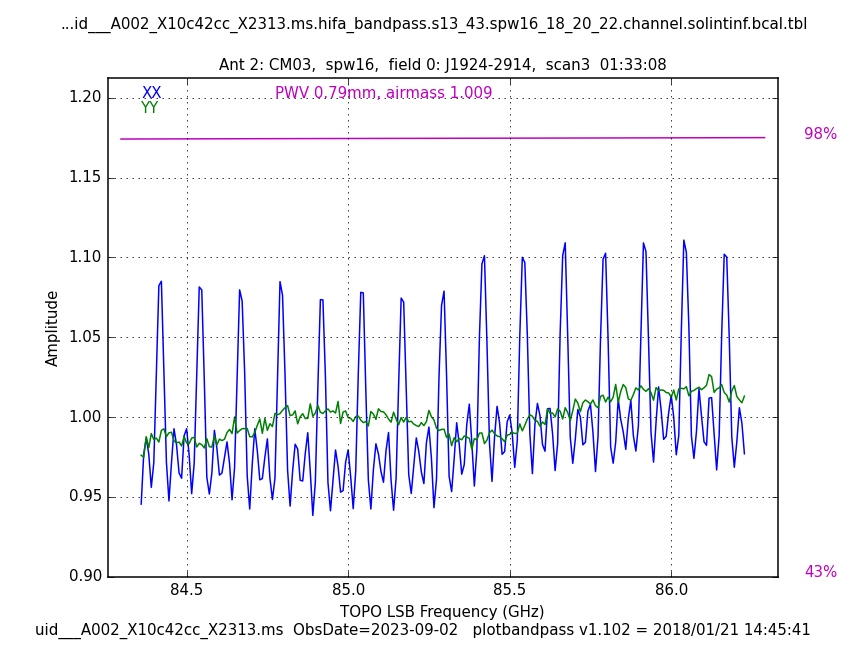 ...id___A002_X10c42cc_X2313.ms.hifa_bandpass.s13_43.spw16_18_20_22.channel.solintinf.bcal.tbl
Ant 2: CM03,  spw16,  field 0: J1924-2914,  scan3  01:33:08
XX
YY
PWV 0.79mm, airmass 1.009
98%
43%
1.20
1.15
1.10
1.05
1.00
0.95
0.90
Amplitude
84.5
85.0
85.5
86.0
TOPO LSB Frequency (GHz)
uid___A002_X10c42cc_X2313.ms  ObsDate=2023-09-02   plotbandpass v1.102 = 2018/01/21 14:45:41